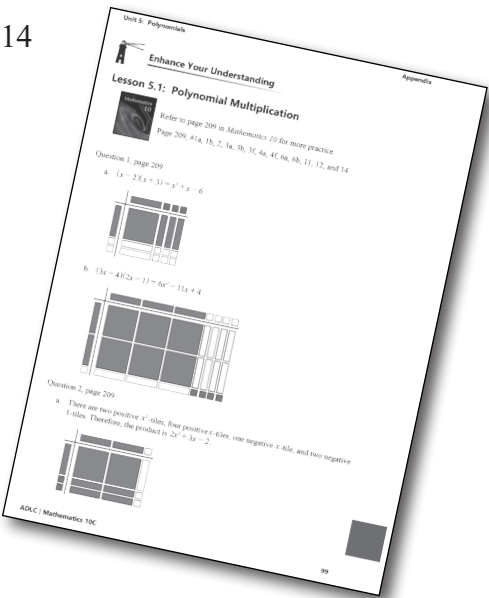 14
Unit 5: Polynomials
Appendix
Enhance Your Understanding
Lesson 5.1: Polynomial Multiplication
Mathematics
10
Refer to page 209 in Mathematics 10 for more practice.
Page 209, #1a, 1b, 2, 3a, 3b, 3f, 4a, 4f, 6a, 6b, 11, 12, and 14
Question 1, page 209
a. (x − 2)(x + 3) = x² + x − 6
b. (3x − 4)(2x − 1) = 6x² − 11x + 4
Question 2, page 209
a. There are two positive x²-tiles, four positive x-tiles, one negative x-tile, and two negative
1-tiles. Therefore, the product is 2x² + 3x − 2.
ADLC | Mathematics 10C
99